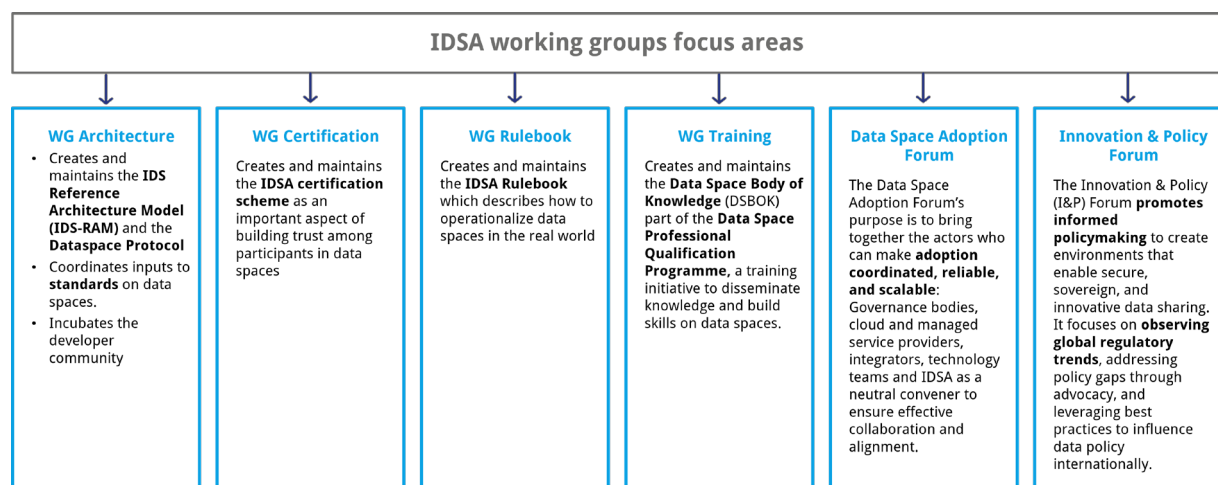 IDSA working groups focus areas
WG Architecture
• Creates and
maintains the IDS
Reference
Architecture Model
(IDS-RAM) and the
Dataspace Protocol
• Coordinates inputs to
standards on data
spaces.
• Incubates the
developer
community
WG Certification
Creates and maintains
the IDSA certification
scheme as an
important aspect of
building trust among
participants in data
spaces
WG Rulebook
Creates and maintains
the IDSA Rulebook
which describes how to
operationalize data
spaces in the real world
WG Training
Creates and maintains
the Data Space Body of
Knowledge (DSBOK)
part of the Data Space
Professional
Qualification
Programme, a training
initiative to disseminate
knowledge and build
skills on data spaces.
Data Space Adoption
Forum
The Data Space
Adoption Forum’s
purpose is to bring
together the actors who
can make adoption
coordinated, reliable,
and scalable:
Governance bodies,
cloud and managed
service providers,
integrators, technology
teams and IDSA as a
neutral convener to
ensure effective
collaboration and
alignment.
Innovation & Policy
Forum
The Innovation & Policy
(I&P) Forum promotes
informed
policymaking to create
environments that
enable secure,
sovereign, and
innovative data sharing.
It focuses on observing
global regulatory
trends, addressing
policy gaps through
advocacy, and
leveraging best
practices to influence
data policy
internationally.